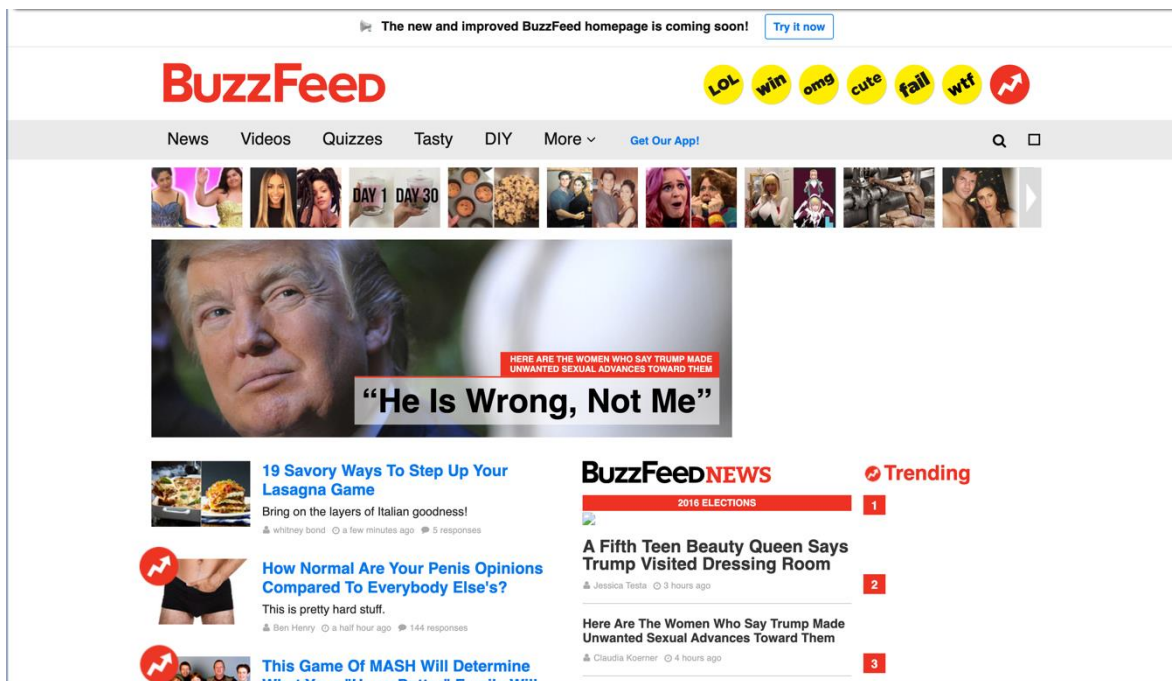 The new and improved BuzzFeed homepage is coming soon!
Try it now
BuzzFeed
LOL
win
omg
cute
fail
wtf
News
Videos
Quizzes
Tasty
DIY
More
Get Our App!
DAY 1
DAY 30
HERE ARE THE WOMEN WHO SAY TRUMP MADE
UNWANTED SEXUAL ADVANCES TOWARD THEM
“He Is Wrong, Not Me”
19 Savory Ways To Step Up Your
Lasagna Game
Bring on the layers of Italian goodness!
whitney bond
a few minutes ago
5 responses
How Normal Are Your Penis Opinions
Compared To Everybody Else's?
This is pretty hard stuff.
Ben Henry
a half hour ago
144 responses
This Game Of MASH Will Determine
What Your "Home Better" Family Will
BuzzFeed NEWS
2016 ELECTIONS
A Fifth Teen Beauty Queen Says
Trump Visited Dressing Room
Jessica Testa
3 hours ago
Here Are The Women Who Say Trump Made
Unwanted Sexual Advances Toward Them
Claudia Koerner
4 hours ago
Trending
1
2
3